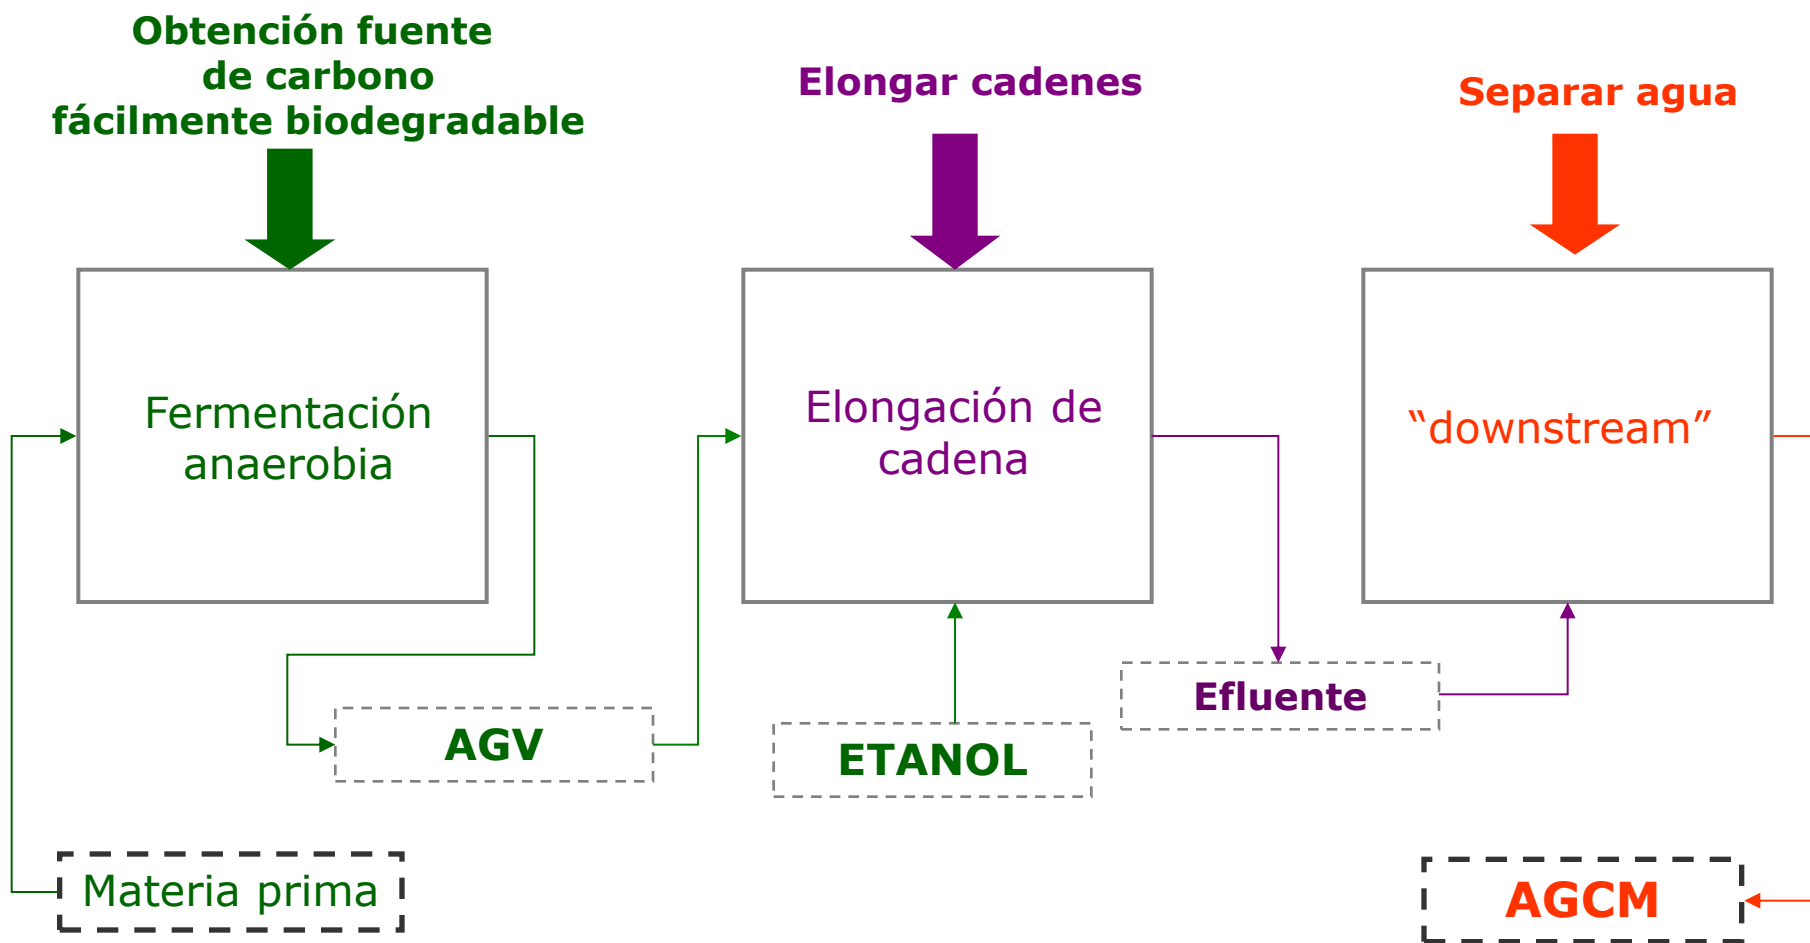 Obtención fuente
de carbono
fácilmente biodegradable
Elongar cadenes
Separar agua
Fermentación
anaerobia
Elongación de
cadena
“downstream”
AGV
ETANOL
Efluente
Materia prima
AGCM